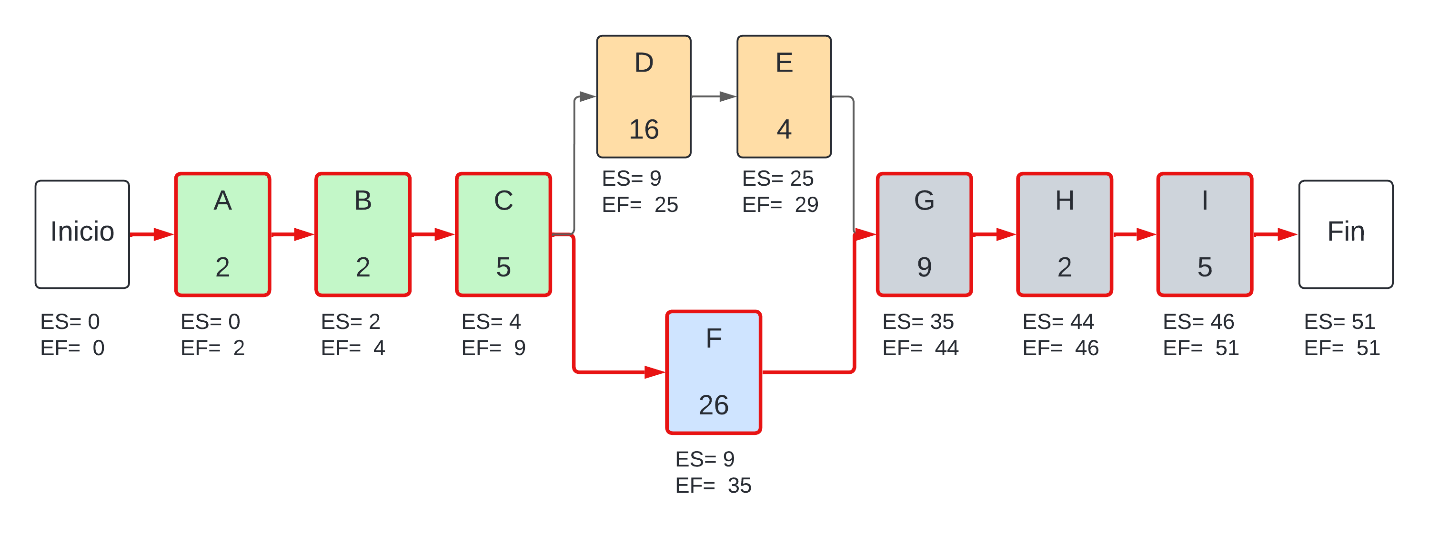 D
16
ES= 9
EF=  25
E
4
ES= 25
EF=  29
Inicio
ES= 0
EF=  0
A
2
ES= 0
EF=  2
B
2
ES= 2
EF=  4
C
5
ES= 4
EF=  9
F
26
ES= 9
EF=  35
G
9
ES= 35
EF=  44
H
2
ES= 44
EF=  46
I
5
ES= 46
EF=  51
Fin
ES= 51
EF=  51